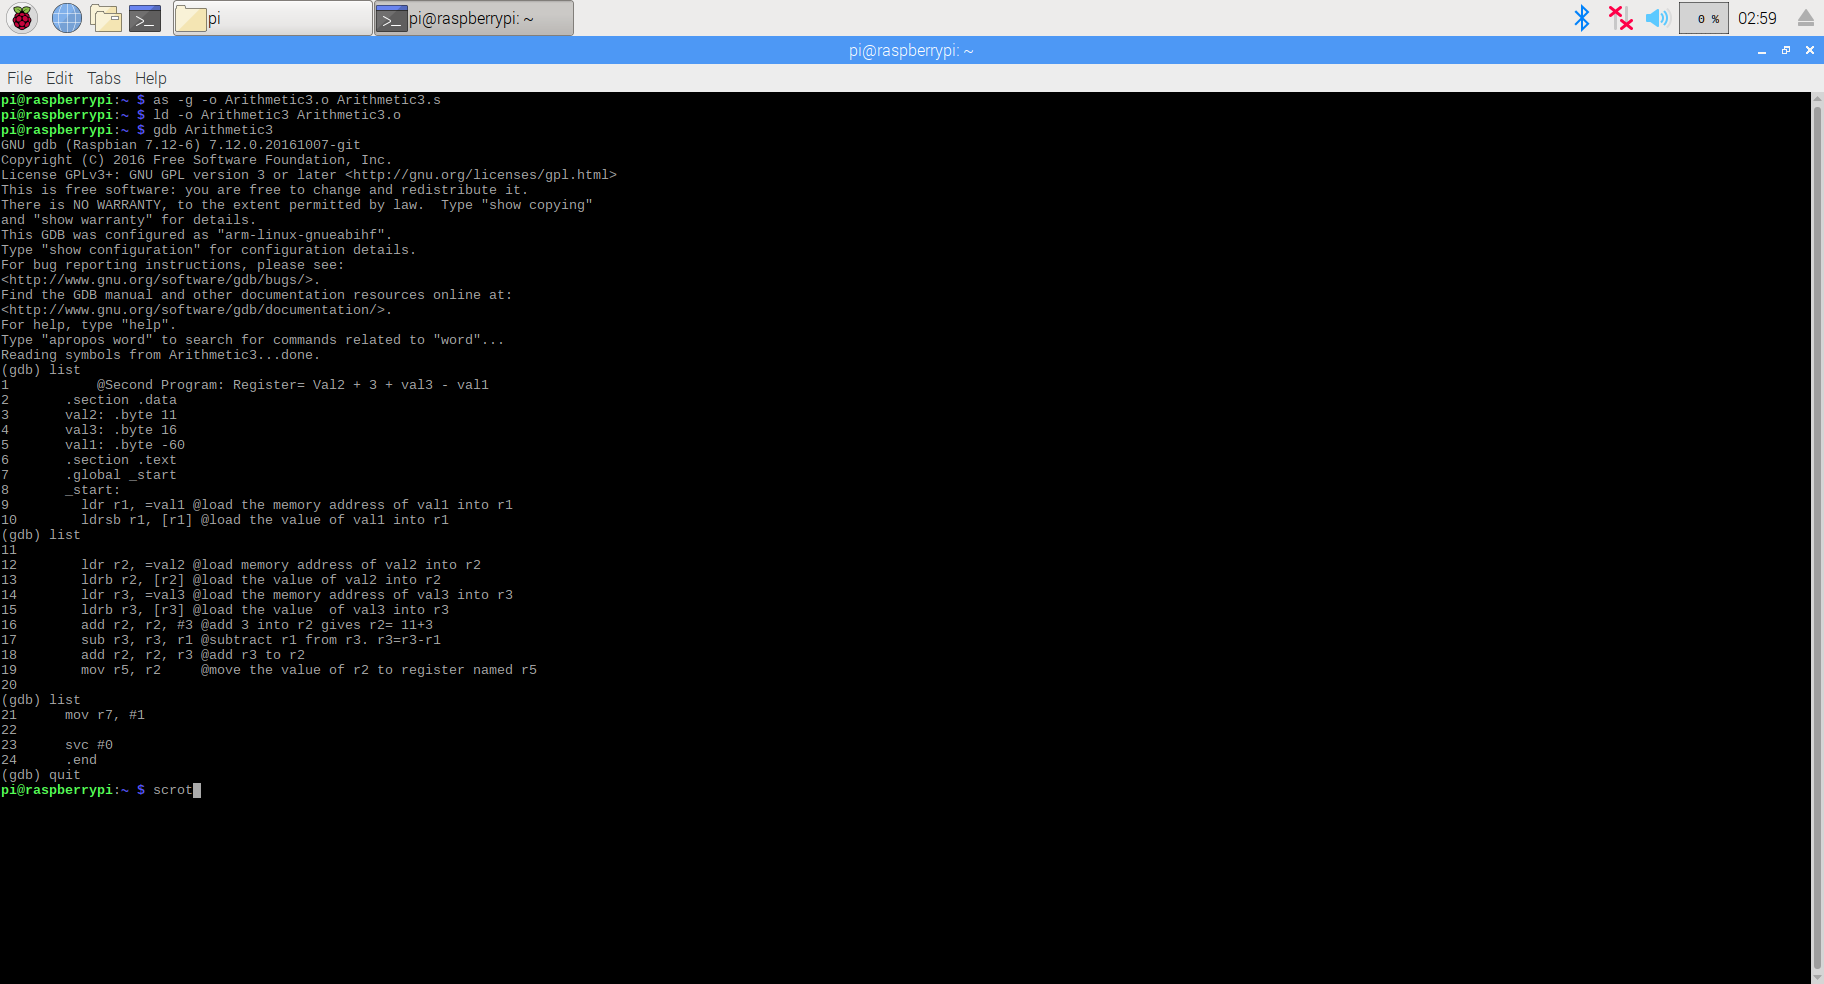 pi
pi@raspberrypi: ~
0 %
02:59
pi@raspberrypi: ~
File Edit Tabs Help
pi@raspberrypi:~ $ as -g -o Arithmetic3.o Arithmetic3.s
pi@raspberrypi:~ $ ld -o Arithmetic3 Arithmetic3.o
pi@raspberrypi:~ $ gdb Arithmetic3
GNU gdb (Raspbian 7.12-6) 7.12.0.20161007-git
Copyright (C) 2016 Free Software Foundation, Inc.
License GPLv3+: GNU GPL version 3 or later <http://gnu.org/licenses/gpl.html>
This is free software: you are free to change and redistribute it.
There is NO WARRANTY, to the extent permitted by law.  Type "show copying"
and "show warranty" for details.
This GDB was configured as "arm-linux-gnueabihf".
Type "show configuration" for configuration details.
For bug reporting instructions, please see:
<http://www.gnu.org/software/gdb/bugs/>.
Find the GDB manual and other documentation resources online at:
<http://www.gnu.org/software/gdb/documentation/>.
For help, type "help".
Type "apropos word" to search for commands related to "word"...
Reading symbols from Arithmetic3...done.
(gdb) list
1           @Second Program: Register= Val2 + 3 + val3 - val1
2       .section .data
3       val2: .byte 11
4       val3: .byte 16
5       val1: .byte -60
6       .section .text
7       .global _start
8       _start:
9         ldr r1, =val1 @load the memory address of val1 into r1
10        ldrsb r1, [r1] @load the value of val1 into r1
(gdb) list
11
12        ldr r2, =val2 @load memory address of val2 into r2
13        ldrb r2, [r2] @load the value of val2 into r2
14        ldr r3, =val3 @load the memory address of val3 into r3
15        ldrb r3, [r3] @load the value  of val3 into r3
16        add r2, r2, #3 @add 3 into r2 gives r2= 11+3
17        sub r3, r3, r1 @subtract r1 from r3. r3=r3-r1
18        add r2, r2, r3 @add r3 to r2
19        mov r5, r2     @move the value of r2 to register named r5
20
(gdb) list
21      mov r7, #1
22
23      svc #0
24      .end
(gdb) quit
pi@raspberrypi:~ $ scrot